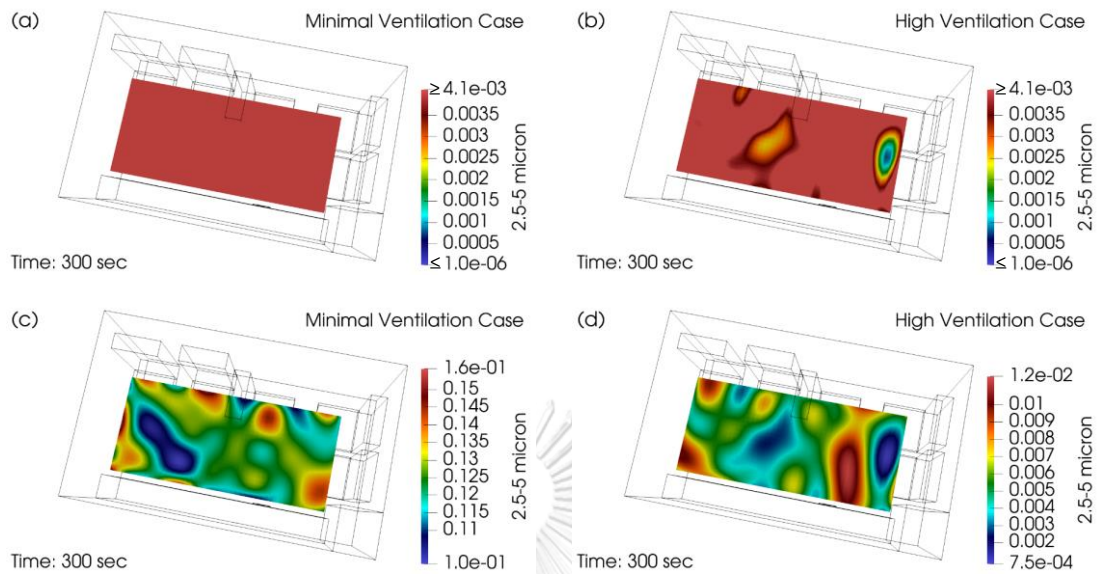 (a)
Minimal Ventilation Case
≥ 4.1e-03
0.0035
0.003
0.0025
0.002
0.0015
0.001
0.0005
≤ 1.0e-06
2.5-5 micron
Time: 300 sec
(b)
High Ventilation Case
≥ 4.1e-03
0.0035
0.003
0.0025
0.002
0.0015
0.001
0.0005
≤ 1.0e-06
2.5-5 micron
Time: 300 sec
(c)
Minimal Ventilation Case
1.6e-01
0.15
0.145
0.14
0.135
0.13
0.125
0.12
0.115
0.11
1.0e-01
2.5-5 micron
Time: 300 sec
(d)
High Ventilation Case
1.2e-02
0.01
0.009
0.008
0.007
0.006
0.005
0.004
0.003
0.002
7.5e-04
2.5-5 micron
Time: 300 sec